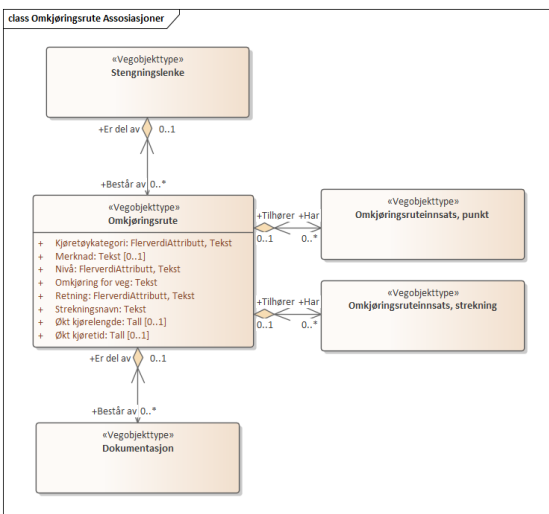 class Omkjøringsrute Assosiasjoner
«Vegobjekttype»
Stengningslenke
+Er del av 0..1
+Består av 0..*
«Vegobjekttype»
Omkjøringsrute
+ Kjøretøykategori: FlerverdiAttributt, Tekst
+ Merknad: Tekst [0..1]
+ Nivå: FlerverdiAttributt, Tekst
+ Omkjøring for veg: Tekst
+ Retning: FlerverdiAttributt, Tekst
+ Strekningsnavn: Tekst
+ Økt kjørelengde: Tall [0..1]
+ Økt kjøretid: Tall [0..1]
+Tilhører +Har
0..1 0..*
«Vegobjekttype»
Omkjøringsruteinnsats, punkt
+Tilhører +Har
0..1 0..*
«Vegobjekttype»
Omkjøringsruteinnsats, strekning
+Er del av 0..1
+Består av 0..*
«Vegobjekttype»
Dokumentasjon